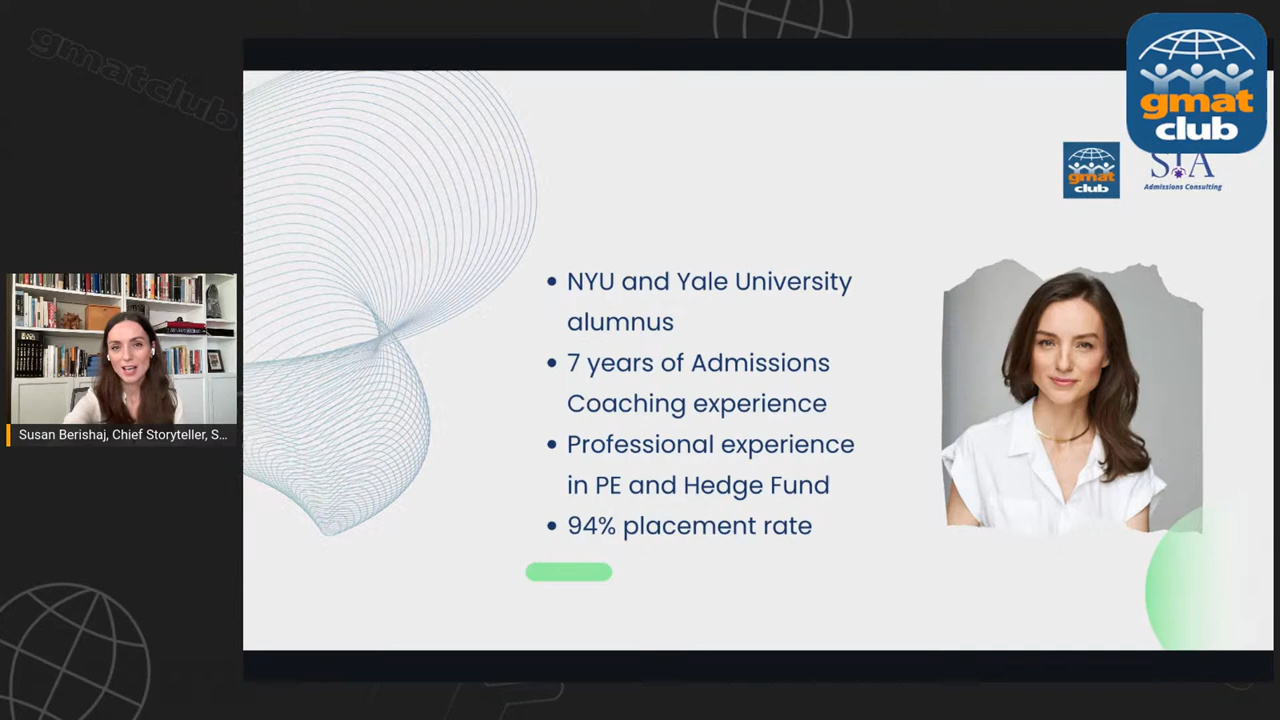 gmatclub
gmat
club
gmat
club
SIA
Admissions Consulting
• NYU and Yale University
alumnus
• 7 years of Admissions
Coaching experience
• Professional experience
in PE and Hedge Fund
• 94% placement rate
Susan Berishaj, Chief Storyteller, S...